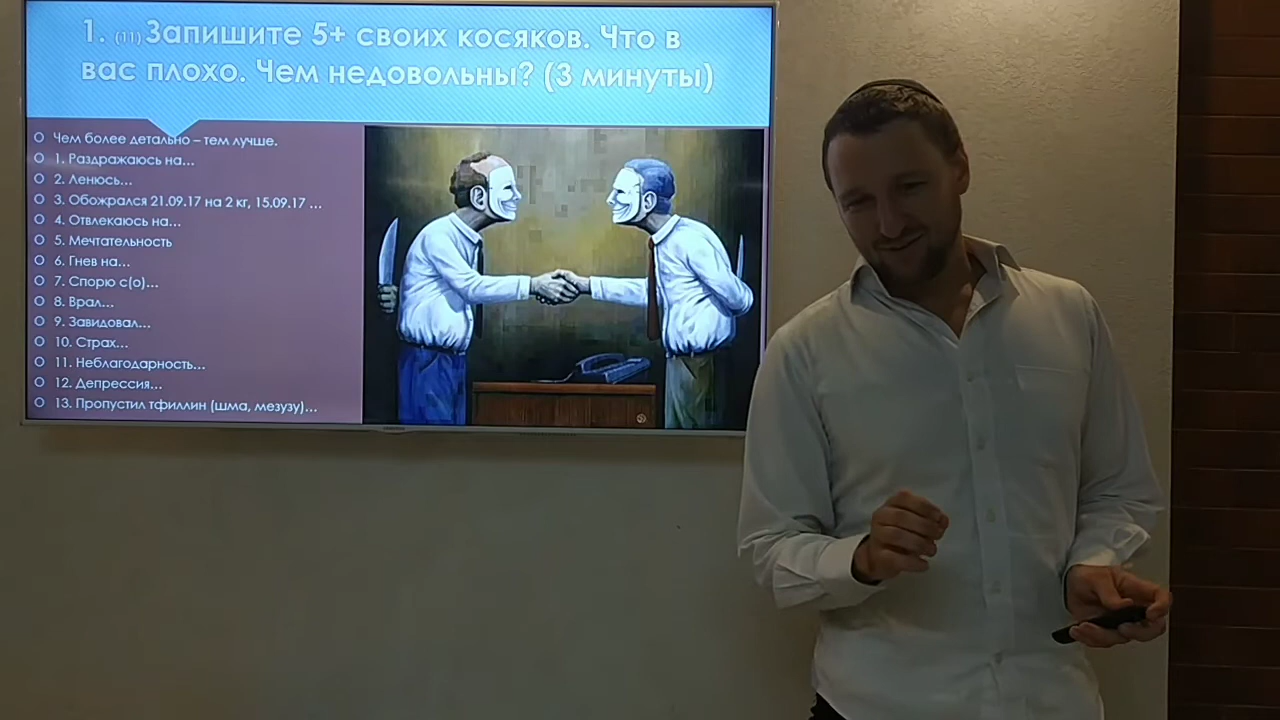 1. (11) Запишите 5+ своих косяков. Что в
вас плохо. Чем недовольны? (3 минуты)
Чем более детально – тем лучше.
1. Раздражаюсь на...
2. Ленюсь...
3. Обожрался 21.09.17 на 2 кг, 15.09.17 ...
4. Отвлекаюсь на...
5. Мечтательность
6. Гнев на...
7. Спорю с(о)...
8. Врал...
9. Завидовал...
10. Страх...
11. Неблагодарность...
12. Депрессия...
13. Пропустил тфиллин (шма, мезузу)...